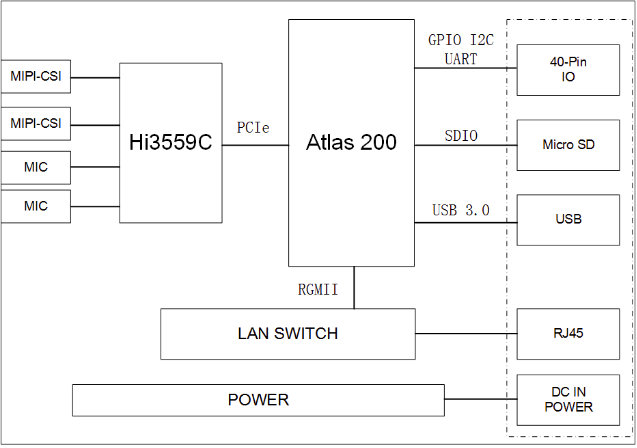 GPIO I2C
UART
40-Pin
IO
MIPI-CSI
MIPI-CSI
MIC
MIC
Hi3559C
PCIe
Atlas 200
SDIO
Micro SD
USB 3.0
USB
RGMII
LAN SWITCH
RJ45
POWER
DC IN
POWER